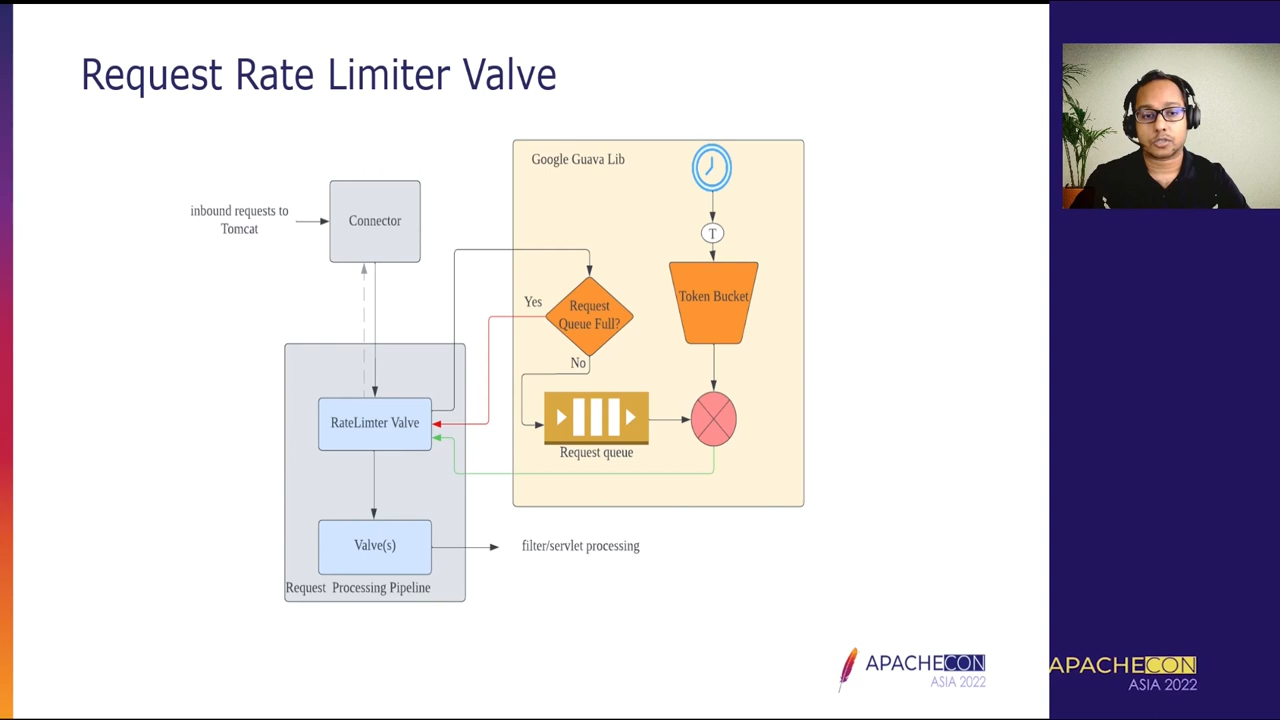 Request Rate Limiter Valve
Google Guava Lib
inbound requests to
Tomcat
Connector
T
Token Bucket
Yes
Request
Queue Full?
No
RateLimter Valve
Request queue
Valve(s)
filter/servlet processing
Request Processing Pipeline
APACHECON
ASIA 2022
APACHECON
ASIA 2022